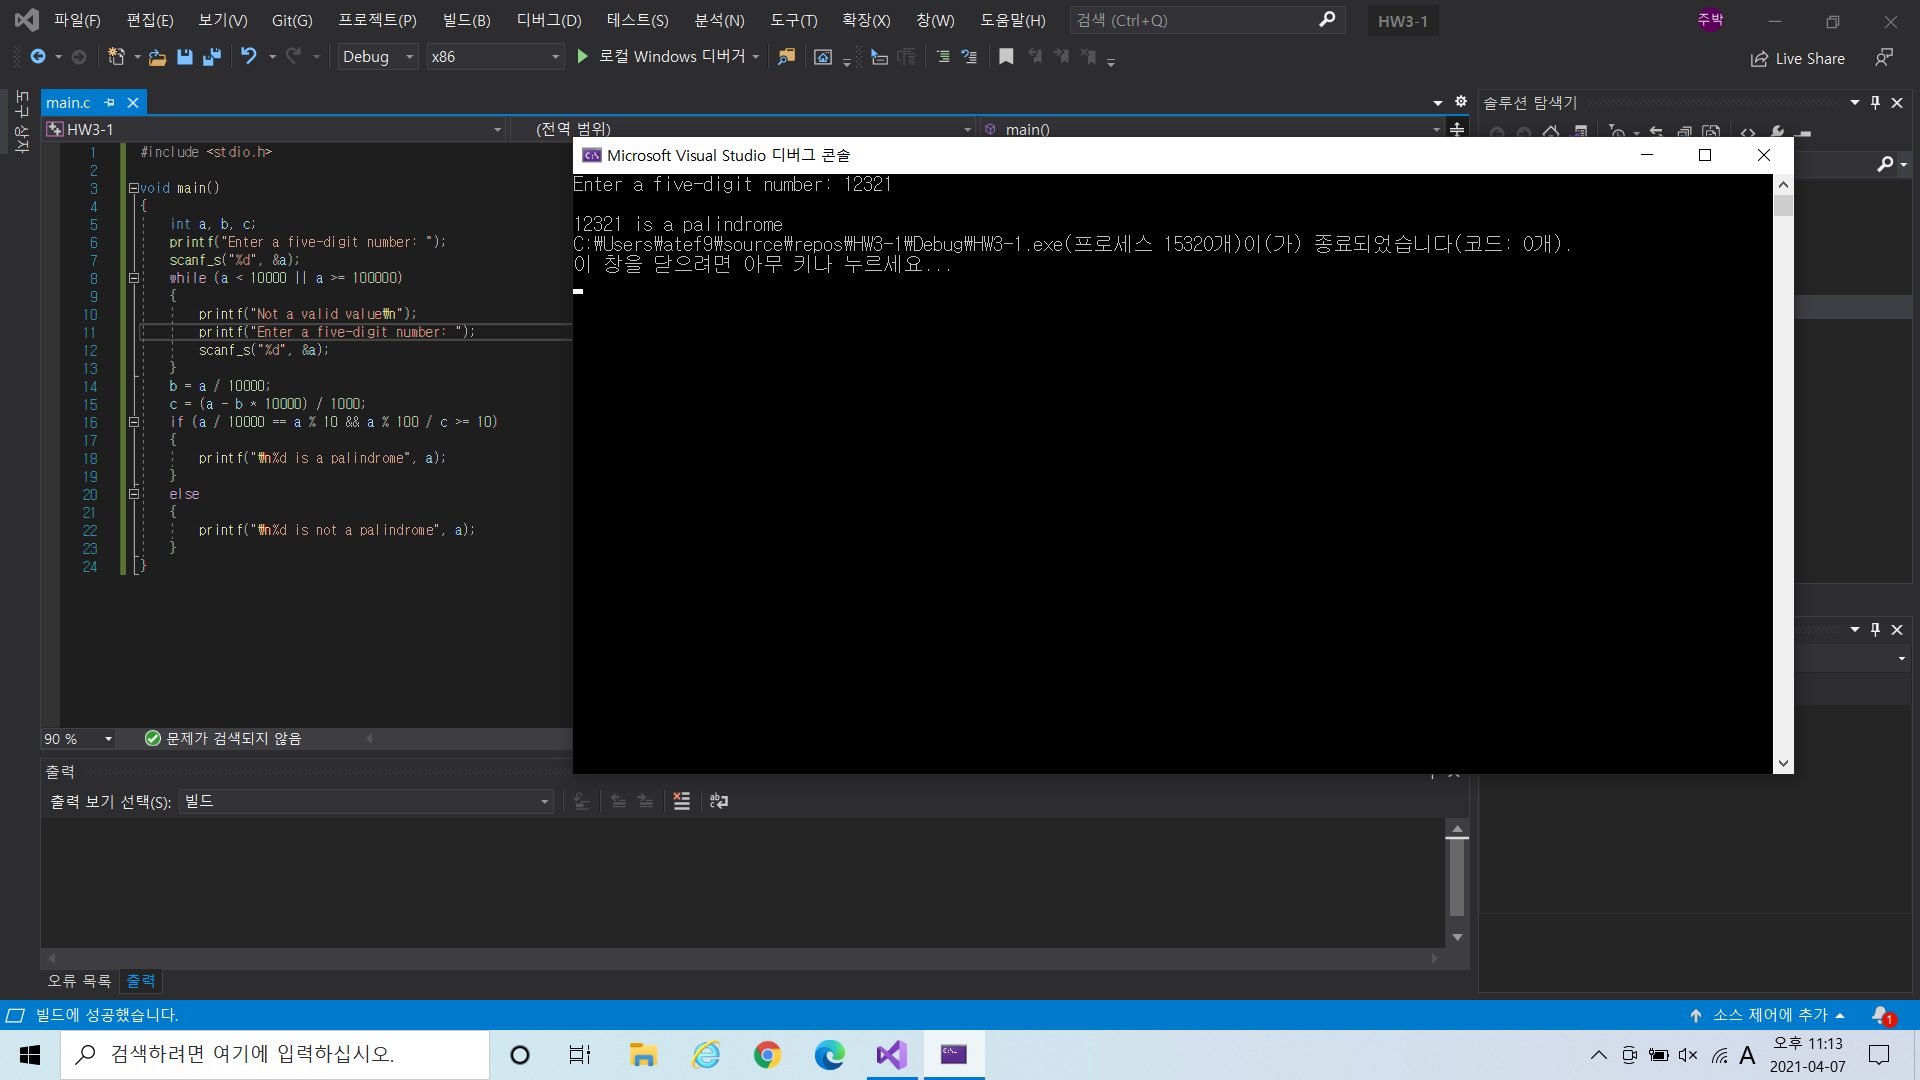 파일(F) 편집(E) 보기(V) Git(G) 프로젝트(P) 빌드(B) 디버그(D) 테스트(S) 분석(N) 도구(T) 확장(X) 창(W) 도움말(H) 검색 (Ctrl+Q) HW3-1 주박
Debug x86 로컬 Windows 디버거 Live Share
도구 상자
main.c 솔루션 탐색기
HW3-1 (전역 범위) main()
1 #include <stdio.h>
2
3 void main()
4 {
5 int a, b, c;
6 printf("Enter a five-digit number: ");
7 scanf_s("%d", &a);
8 while (a < 10000 || a >= 100000)
9 {
10 printf("Not a valid value₩n");
11 printf("Enter a five-digit number: ");
12 scanf_s("%d", &a);
13 }
14 b = a / 10000;
15 c = (a - b * 10000) / 1000;
16 if (a / 10000 == a % 10 && a % 100 / c >= 10)
17 {
18 printf("₩n%d is a palindrome", a);
19 }
20 else
21 {
22 printf("₩n%d is not a palindrome", a);
23 }
24 }
Microsoft Visual Studio 디버그 콘솔
Enter a five-digit number: 12321
12321 is a palindrome
C:₩Users₩atef9₩source₩repos₩HW3-1₩Debug₩HW3-1.exe(프로세스 15320개)이(가) 종료되었습니다(코드: 0개).
이 창을 닫으려면 아무 키나 누르세요...
90 % 문제가 검색되지 않음
출력
출력 보기 선택(S): 빌드
오류 목록 출력
빌드에 성공했습니다. 소스 제어에 추가 1
검색하려면 여기에 입력하십시오. A 오후 11:13
2021-04-07